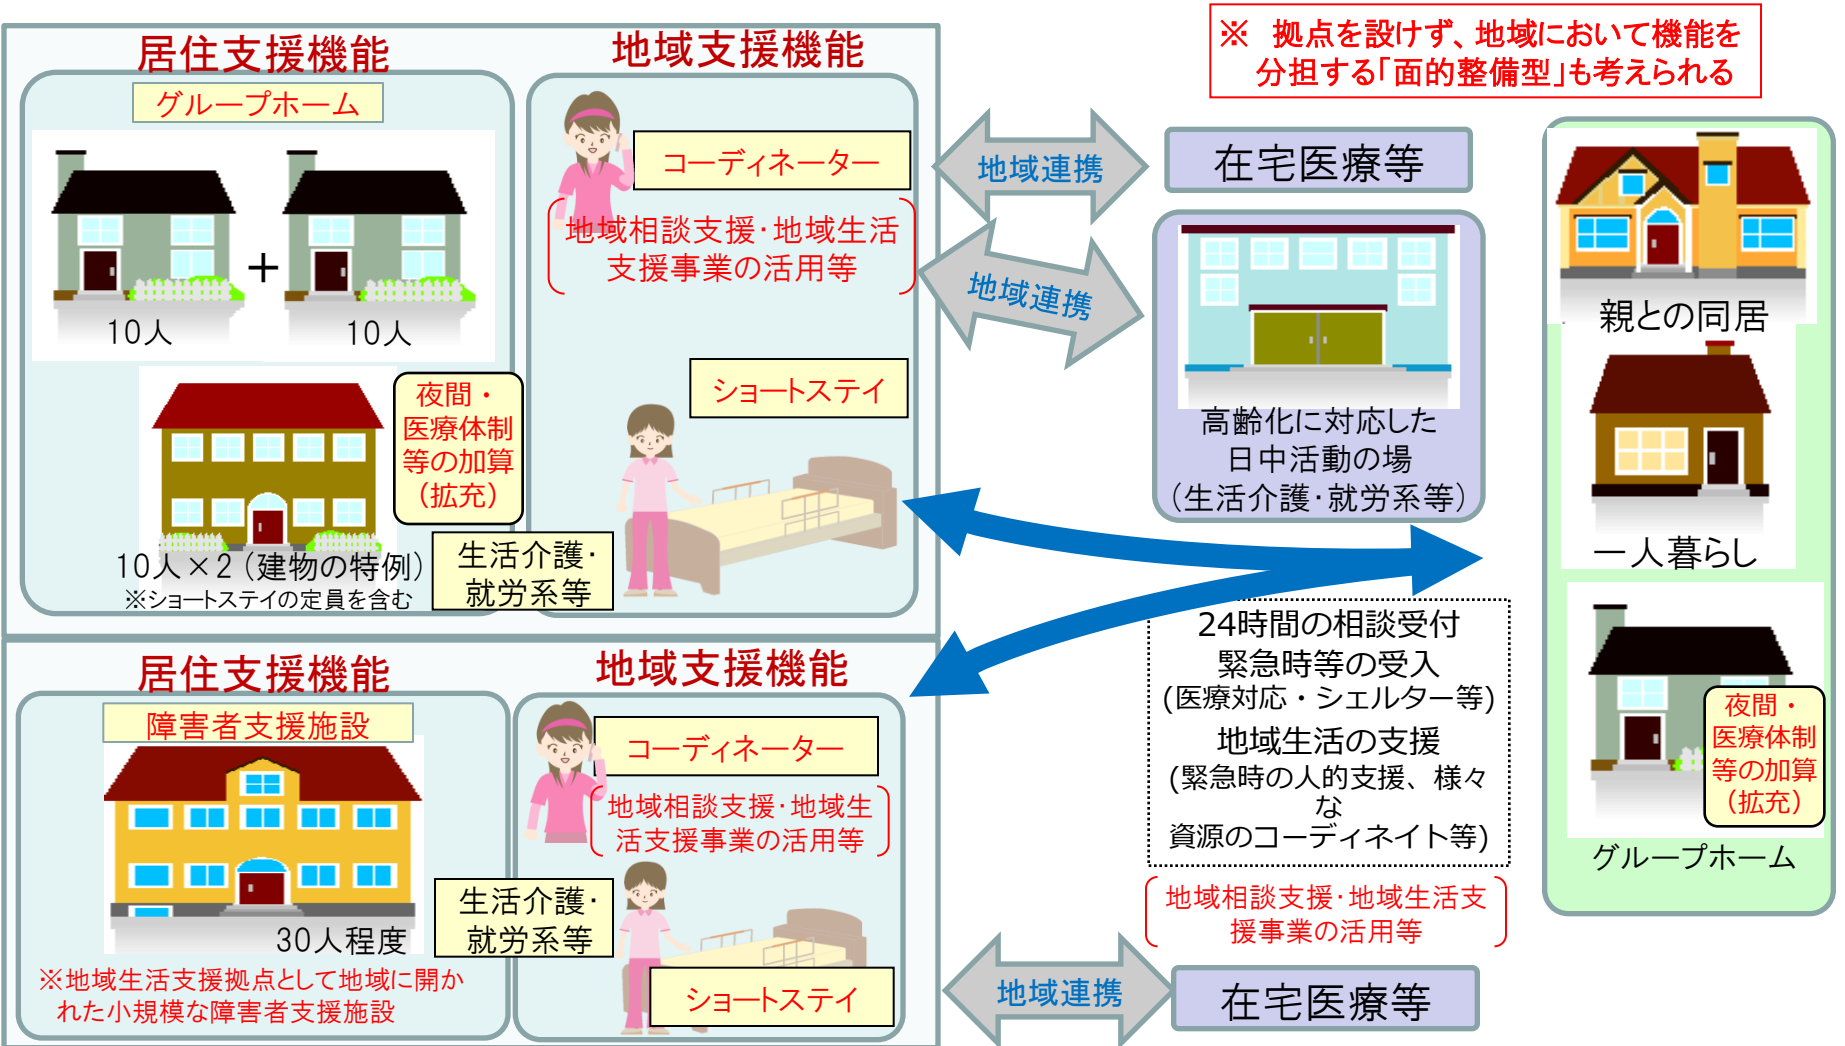 ※ 拠点を設けず、地域において機能を
分担する「面的整備型」も考えられる
居住支援機能
地域支援機能
グループホーム
10人
+
10人
夜間・
医療体制
等の加算
（拡充）
10人×2（建物の特例）
※ショートステイの定員を含む
コーディネーター
地域相談支援・地域生活
支援事業の活用等
ショートステイ
生活介護・
就労系等
地域連携
在宅医療等
地域連携
高齢化に対応した
日中活動の場
（生活介護・就労系等）
親との同居
一人暮らし
夜間・
医療体制
等の加算
（拡充）
グループホーム
24時間の相談受付
緊急時等の受入
(医療対応・シェルター等)
地域生活の支援
(緊急時の人的支援、様々
な
資源のコーディネイト等)
地域相談支援・地域生活支
援事業の活用等
居住支援機能
地域支援機能
障害者支援施設
30人程度
※地域生活支援拠点として地域に開か
れた小規模な障害者支援施設
コーディネーター
地域相談支援・地域生
活支援事業の活用等
生活介護・
就労系等
ショートステイ
地域連携
在宅医療等